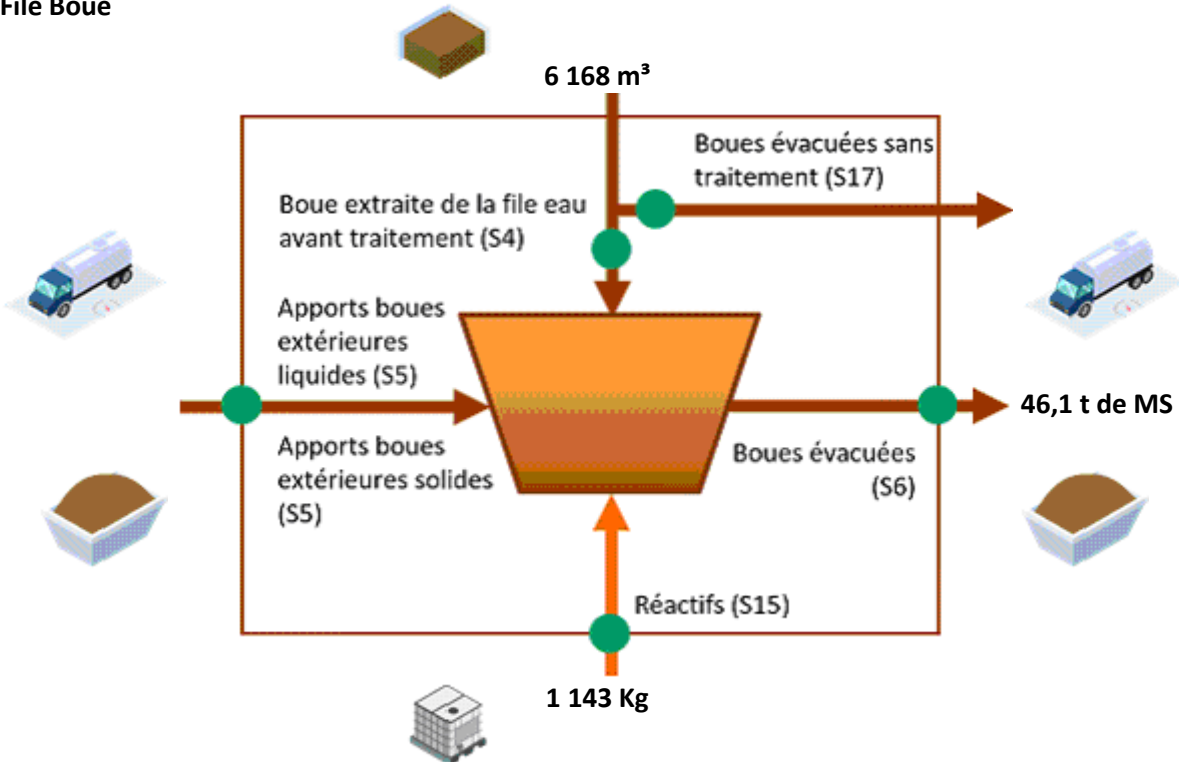 File Boue
6 168 m³
Boues évacuées sans
traitement (S17)
Boue extraite de la file eau
avant traitement (S4)
Apports boues
extérieures
liquides (S5)
46,1 t de MS
Apports boues
extérieures solides
(S5)
Boues évacuées
(S6)
Réactifs (S15)
1 143 Kg